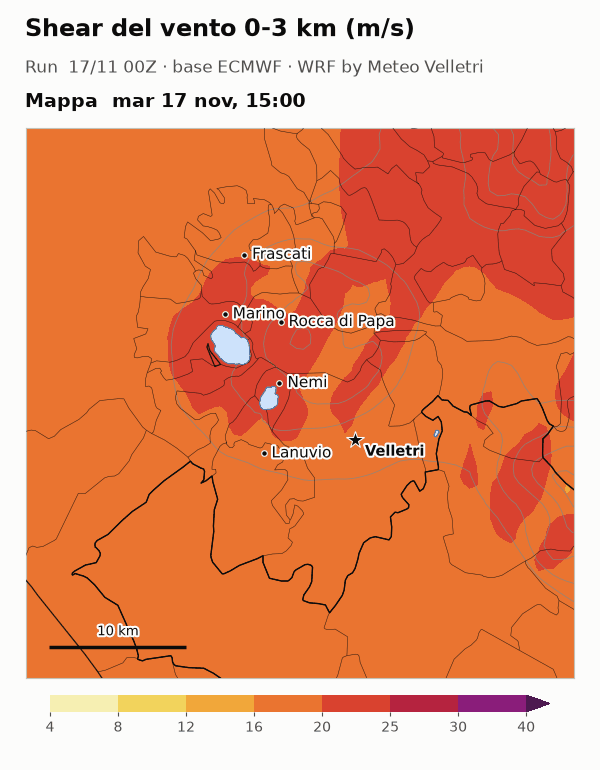 Shear del vento 0-3 km (m/s)
Run  17/11 00Z · base ECMWF · WRF by Meteo Velletri
Mappa  mar 17 nov, 15:00
Frascati
Marino
Rocca di Papa
Nemi
Velletri
Lanuvio
10 km
4 8 12 16 20 25 30 40